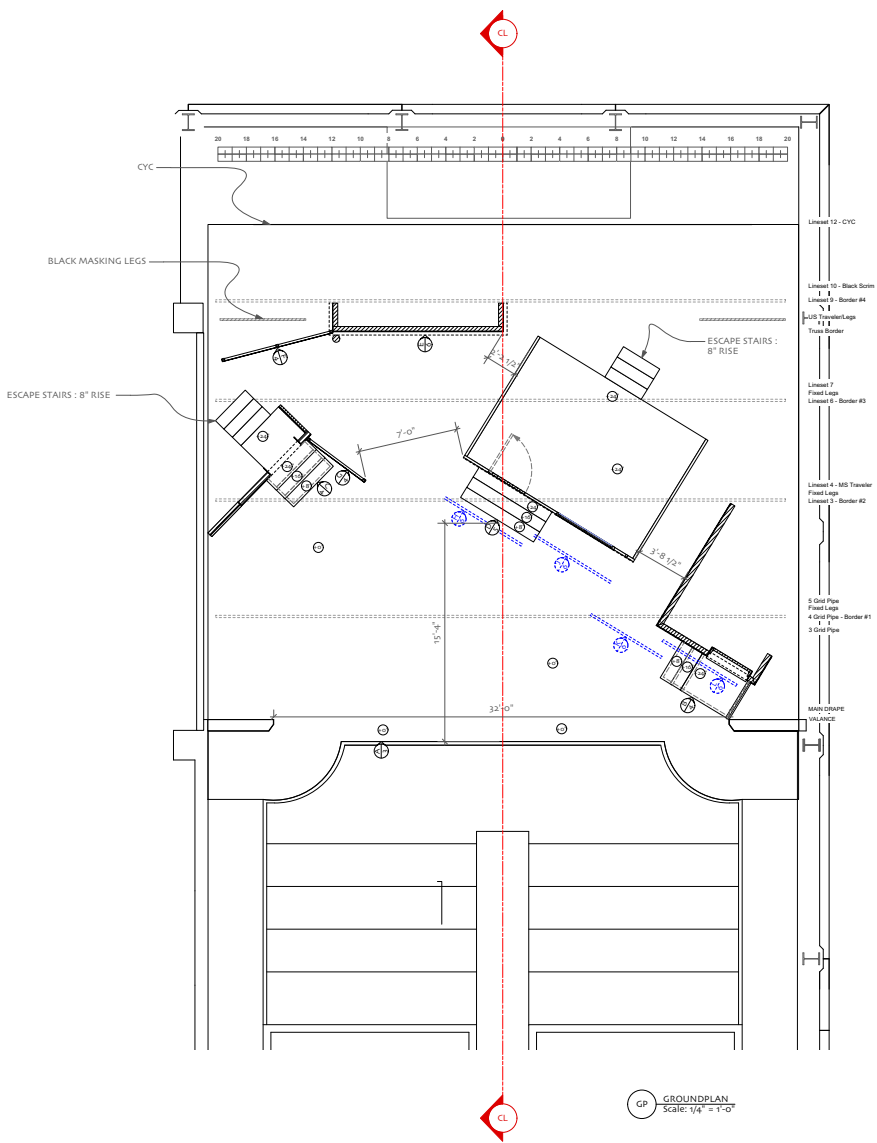 CL
20 18 16 14 12 10 8 6 4 2 0 2 4 6 8 10 12 14 16 18 20
CYC
Lineset 12 - CYC
BLACK MASKING LEGS
Lineset 10 - Black Scrim
Lineset 9 - Border #4
US Traveler/Legs
Truss Border
ESCAPE STAIRS :
8" RISE
2'-2 1/2"
Lineset 7
Fixed Legs
Lineset 6 - Border #3
ESCAPE STAIRS : 8" RISE
7'-0"
Lineset 4 - MS Traveler
Fixed Legs
Lineset 3 - Border #2
3'-8 1/2"
15'-4"
5 Grid Pipe
Fixed Legs
4 Grid Pipe - Border #1
3 Grid Pipe
32'-0"
MAIN DRAPE
VALANCE
GP
GROUNDPLAN
Scale: 1/4" = 1'-0"
CL